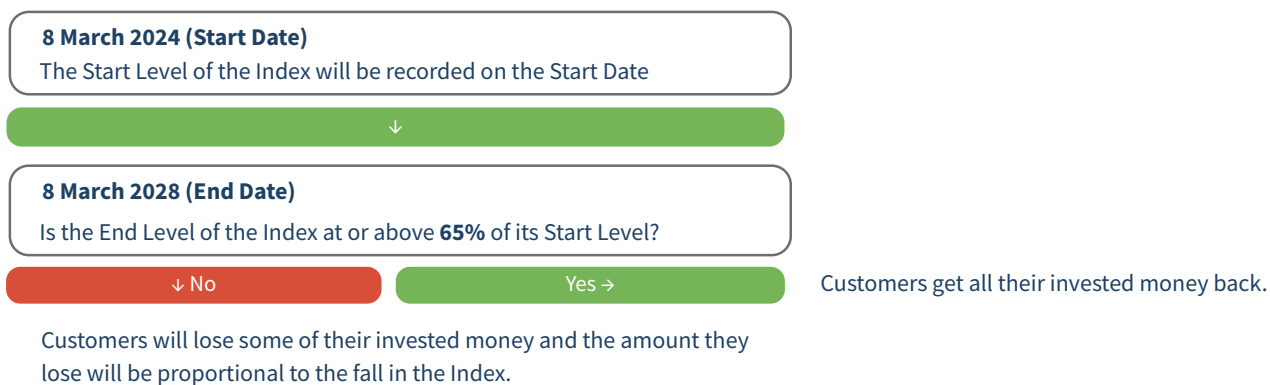 8 March 2024 (Start Date)
The Start Level of the Index will be recorded on the Start Date
↓
8 March 2028 (End Date)
Is the End Level of the Index at or above 65% of its Start Level?
↓ No
Yes →
Customers get all their invested money back.
Customers will lose some of their invested money and the amount they
lose will be proportional to the fall in the Index.